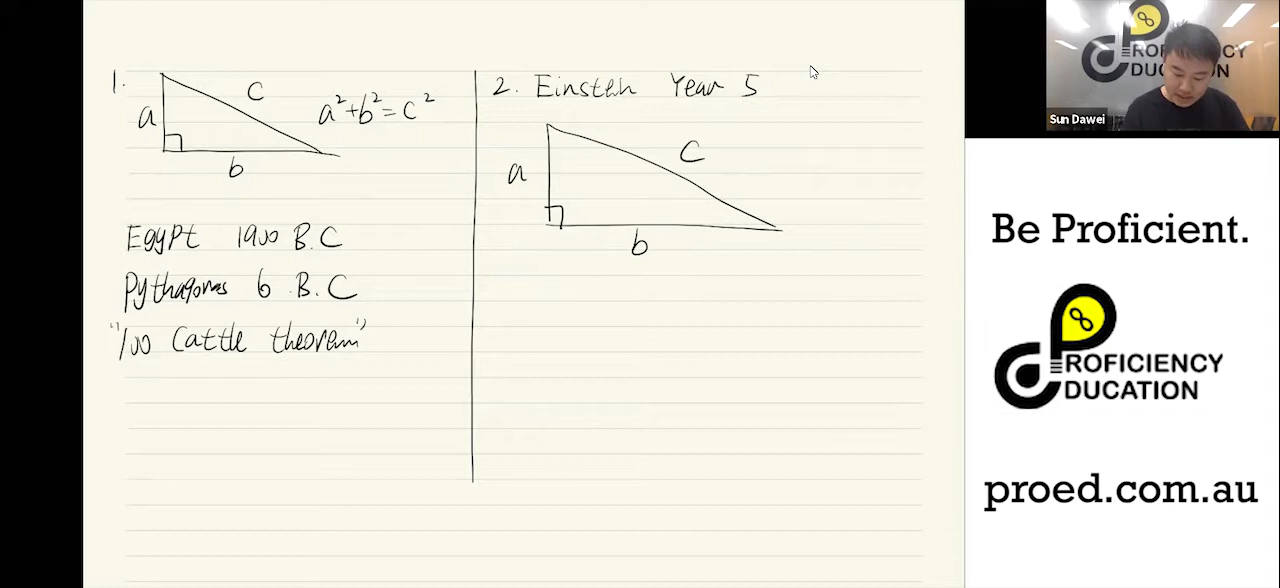 1.
a
c
b
a²+b²=c²
Egypt 1900 B.C
Pythagoras 6 B.C
"100 Cattle theorem"
2. Einstein Year 5
a
c
b
Sun Dawei
Be Proficient.
PROFICIENCY
EDUCATION
proed.com.au